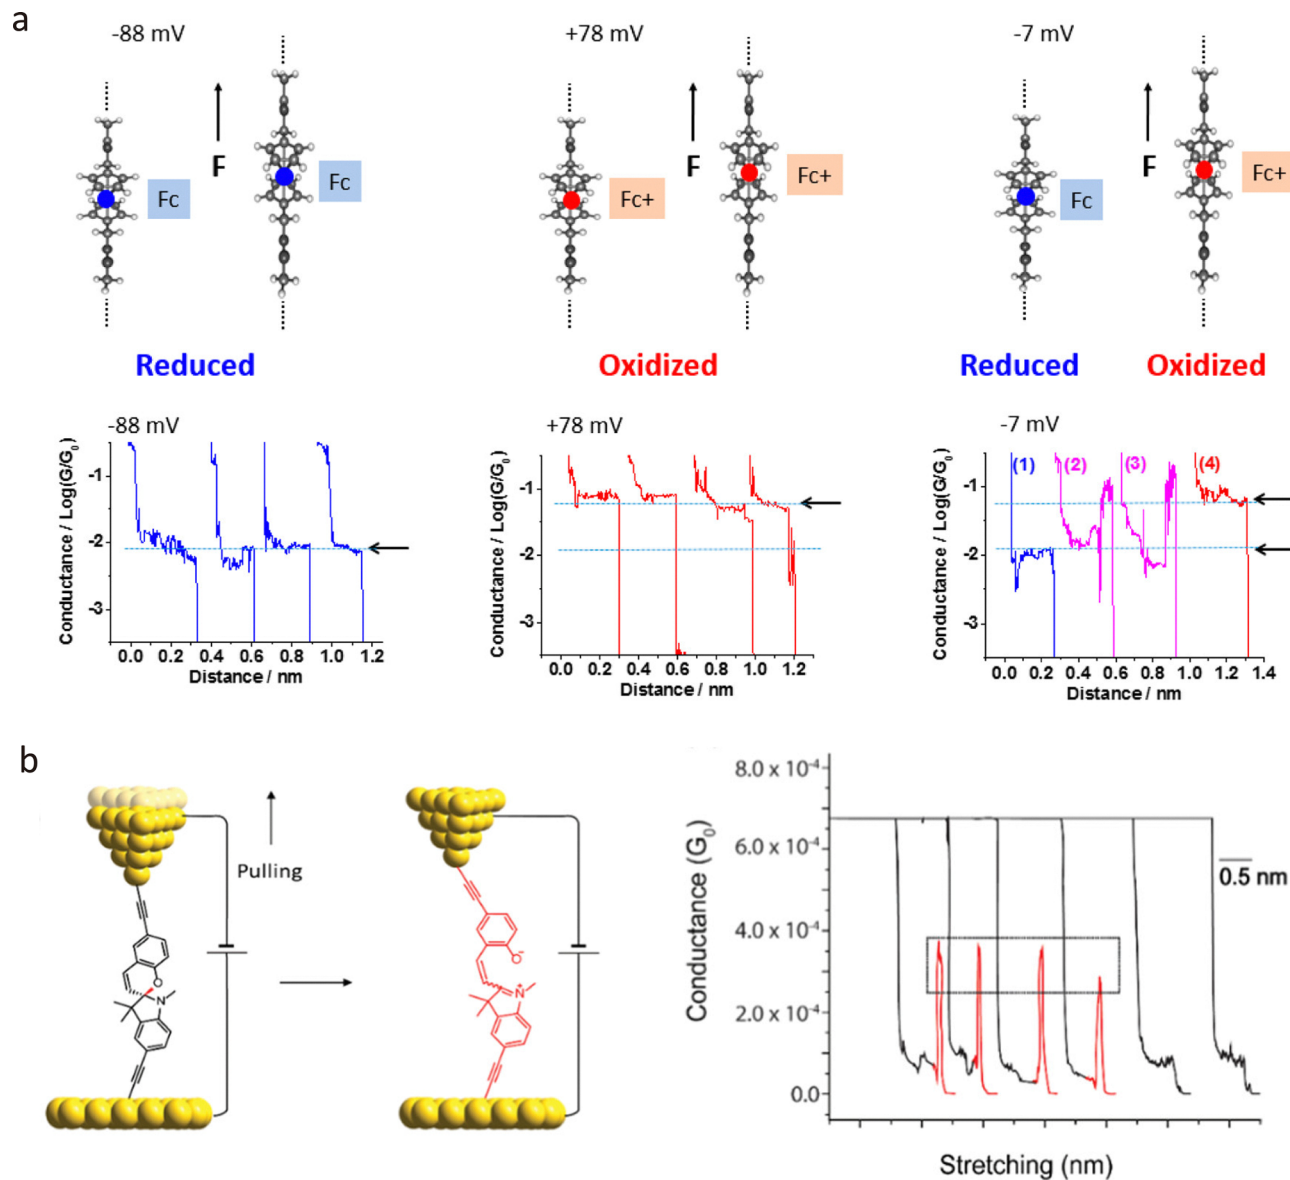 a
-88 mV
+78 mV
-7 mV
F
F
F
Fc
Fc
Fc+
Fc+
Fc
Fc+
Reduced
Oxidized
Reduced
Oxidized
-88 mV
+78 mV
-7 mV
Conductance / Log(G/G0)
-1
-2
-3
0.0 0.2 0.4 0.6 0.8 1.0 1.2
Distance / nm
Conductance / Log(G/G0)
-1
-2
-3
0.0 0.2 0.4 0.6 0.8 1.0 1.2
Distance / nm
Conductance / Log(G/G0)
(1) (2) (3) (4)
-1
-2
-3
0.0 0.2 0.4 0.6 0.8 1.0 1.2 1.4
Distance / nm
b
Pulling
O
N
O-
N+
Conductance (G0)
8.0 x 10-4
6.0 x 10-4
4.0 x 10-4
2.0 x 10-4
0.0
0.5 nm
Stretching (nm)